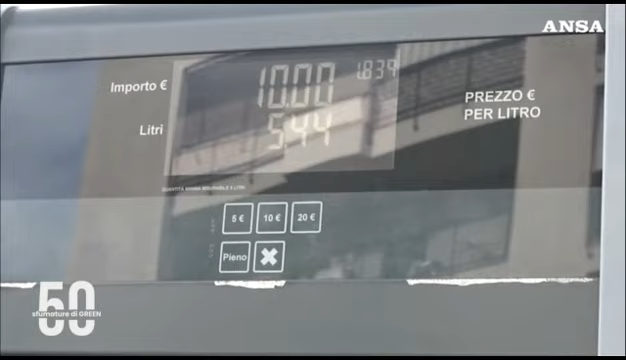 ANSA
Importo €
10.00
1.839
PREZZO €
PER LITRO
Litri
5.44
5 €
10 €
20 €
Pieno
50
sfumature di GREEN